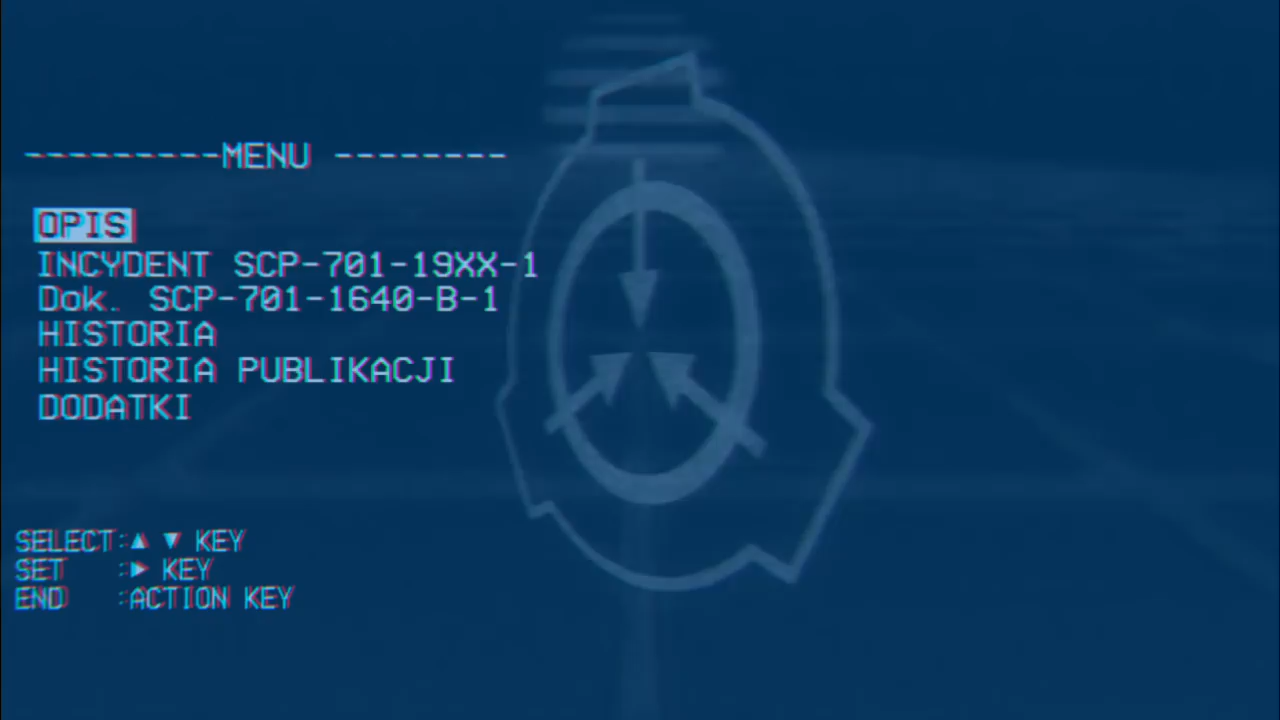 ---------MENU --------
OPIS
INCYDENT SCP-701-19XX-1
Dok. SCP-701-1640-B-1
HISTORIA
HISTORIA PUBLIKACJI
DODATKI
SELECT:▲ ▼ KEY
SET :► KEY
END :ACTION KEY